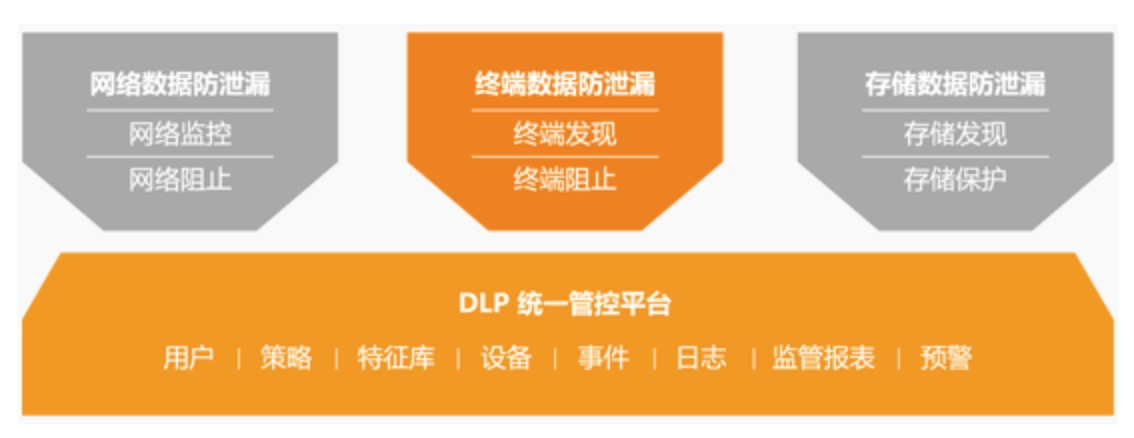 网络数据防泄漏
网络监控
网络阻止
终端数据防泄漏
终端发现
终端阻止
存储数据防泄漏
存储发现
存储保护
DLP 统一管控平台
用户 | 策略 | 特征库 | 设备 | 事件 | 日志 | 监管报表 | 预警